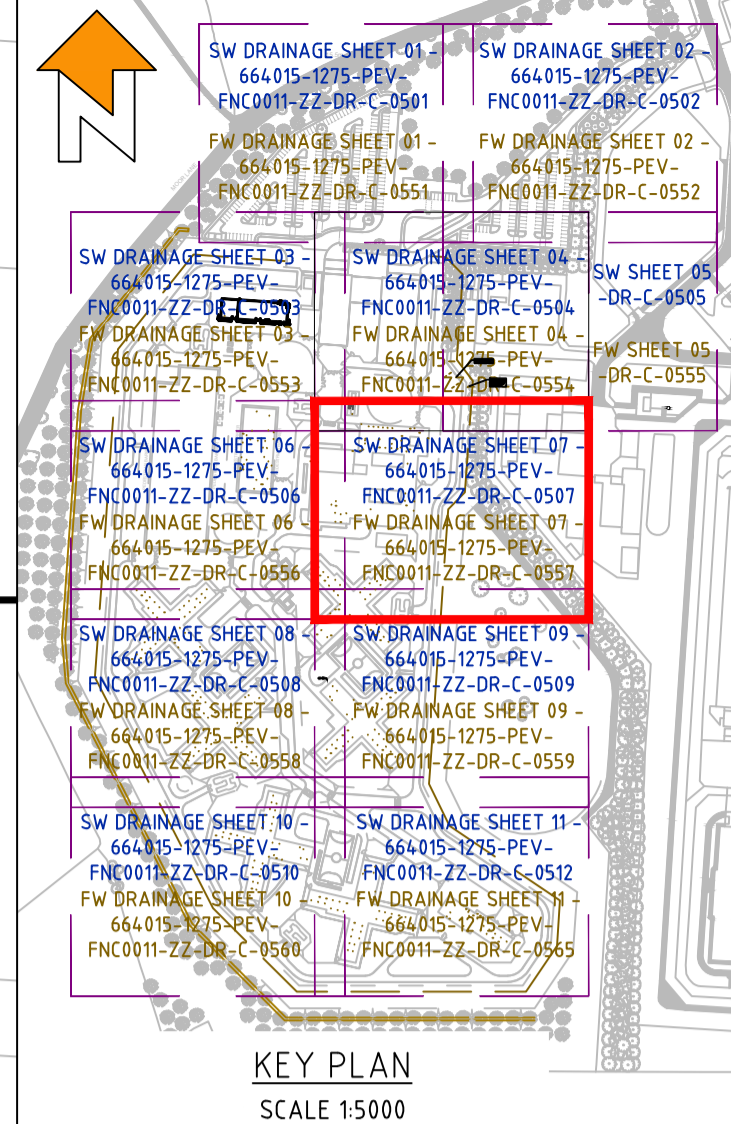 SW DRAINAGE SHEET 01 -
664015-1275-PEV-
FNC0011-ZZ-DR-C-0501
FW DRAINAGE SHEET 01 -
664015-1275-PEV-
FNC0011-ZZ-DR-C-0551
SW DRAINAGE SHEET 02 -
664015-1275-PEV-
FNC0011-ZZ-DR-C-0502
FW DRAINAGE SHEET 02 -
664015-1275-PEV-
FNC0011-ZZ-DR-C-0552
MOOR LANE
SW DRAINAGE SHEET 03 -
664015-1275-PEV-
FNC0011-ZZ-DR-C-0503
FW DRAINAGE SHEET 03 -
664015-1275-PEV-
FNC0011-ZZ-DR-C-0553
SW DRAINAGE SHEET 04 -
664015-1275-PEV-
FNC0011-ZZ-DR-C-0504
FW DRAINAGE SHEET 04 -
664015-1275-PEV-
FNC0011-ZZ-DR-C-0554
SW SHEET 05
-DR-C-0505
FW SHEET 05
-DR-C-0555
SW DRAINAGE SHEET 06 -
664015-1275-PEV-
FNC0011-ZZ-DR-C-0506
FW DRAINAGE SHEET 06 -
664015-1275-PEV-
FNC0011-ZZ-DR-C-0556
SW DRAINAGE SHEET 07 -
664015-1275-PEV-
FNC0011-ZZ-DR-C-0507
FW DRAINAGE SHEET 07 -
664015-1275-PEV-
FNC0011-ZZ-DR-C-0557
SW DRAINAGE SHEET 08 -
664015-1275-PEV-
FNC0011-ZZ-DR-C-0508
FW DRAINAGE SHEET 08 -
664015-1275-PEV-
FNC0011-ZZ-DR-C-0558
SW DRAINAGE SHEET 09 -
664015-1275-PEV-
FNC0011-ZZ-DR-C-0509
FW DRAINAGE SHEET 09 -
664015-1275-PEV-
FNC0011-ZZ-DR-C-0559
SW DRAINAGE SHEET 10 -
664015-1275-PEV-
FNC0011-ZZ-DR-C-0510
FW DRAINAGE SHEET 10 -
664015-1275-PEV-
FNC0011-ZZ-DR-C-0560
SW DRAINAGE SHEET 11 -
664015-1275-PEV-
FNC0011-ZZ-DR-C-0512
FW DRAINAGE SHEET 11 -
664015-1275-PEV-
FNC0011-ZZ-DR-C-0565
KEY PLAN
SCALE 1:5000